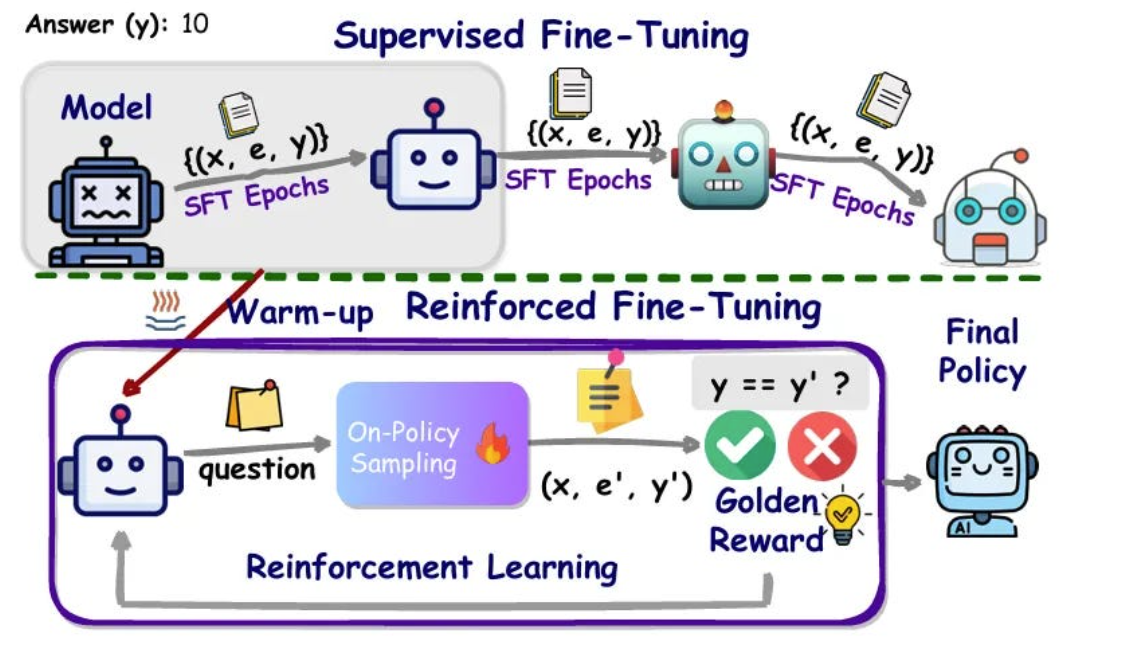 Answer (y): 10
Supervised Fine-Tuning
Model
{(x, e, y)}
SFT Epochs
{(x, e, y)}
SFT Epochs
{(x, e, y)}
SFT Epochs
Warm-up
Reinforced Fine-Tuning
Final
Policy
question
On-Policy
Sampling
(x, e', y')
y == y' ?
Golden
Reward
AI
Reinforcement Learning